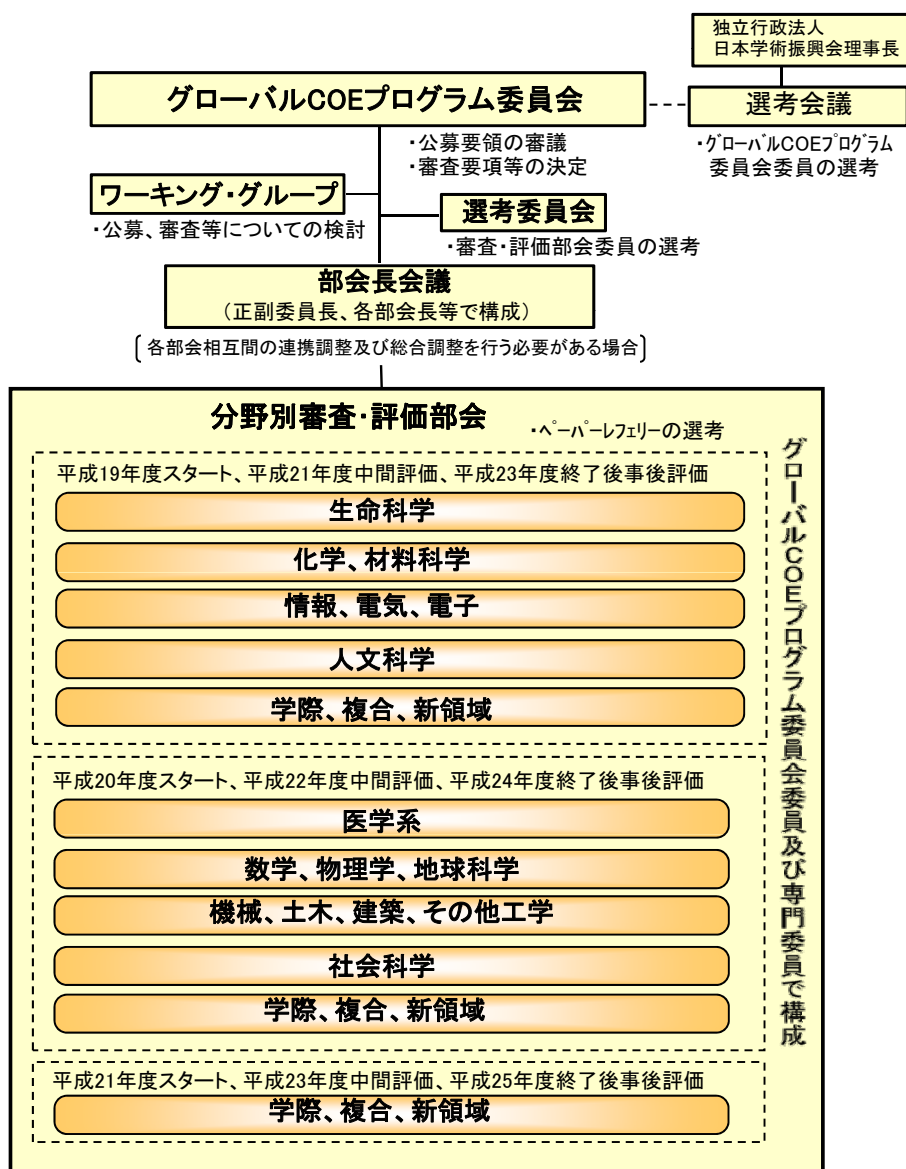 独立行政法人
日本学術振興会理事長
グローバルCOEプログラム委員会
選考会議
・公募要領の審議
・審査要項等の決定
・グローバルCOEプログラム
委員会委員の選考
ワーキング・グループ
・公募、審査等についての検討
選考委員会
・審査・評価部会委員の選考
部会長会議
(正副委員長、各部会長等で構成)
各部会相互間の連携調整及び総合調整を行う必要がある場合
分野別審査・評価部会
・ペーパーレフェリーの選考
グローバルCOEプログラム委員会委員及び専門委員で構成
平成19年度スタート、平成21年度中間評価、平成23年度終了後事後評価
生命科学
化学、材料科学
情報、電気、電子
人文科学
学際、複合、新領域
平成20年度スタート、平成22年度中間評価、平成24年度終了後事後評価
医学系
数学、物理学、地球科学
機械、土木、建築、その他工学
社会科学
学際、複合、新領域
平成21年度スタート、平成23年度中間評価、平成25年度終了後事後評価
学際、複合、新領域